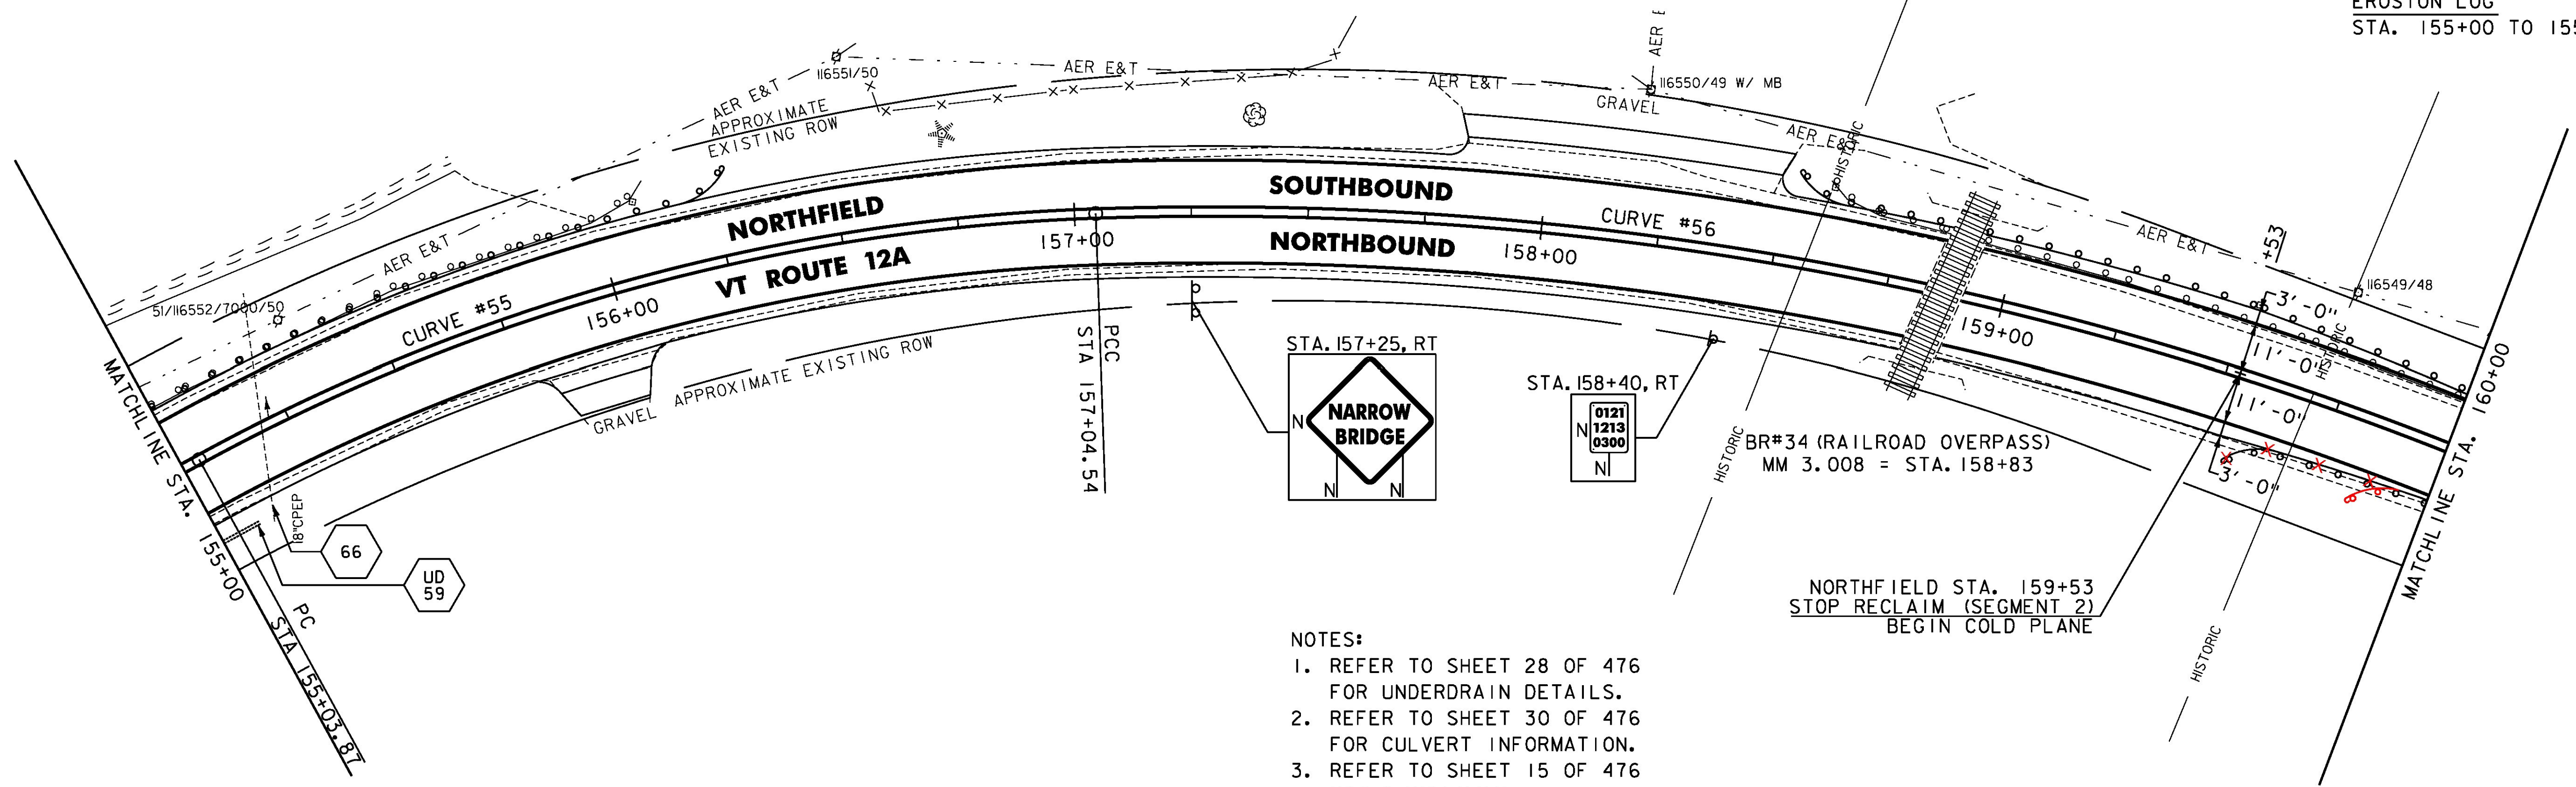 EROSION LOG
STA. 155+00 TO 155
116551/50
AER E&T
AER E&T
AER E&T
AER E&T
APPROXIMATE
EXISTING ROW
AER E
116550/49 W/ MB
GRAVEL
AER E&T
HISTORIC
AER E&T
+53
116549/48
51/116552/7000/50
AER E&T
NORTHFIELD
SOUTHBOUND
CURVE #56
CURVE #55
156+00
VT ROUTE 12A
157+00
NORTHBOUND
158+00
159+00
3'-0"
11'-0"
HISTORIC
11'-0"
3'-0"
MATCHLINE STA. 160+00
MATCHLINE STA. 155+00
GRAVEL
APPROXIMATE EXISTING ROW
PCC
STA 157+04.54
STA. 157+25, RT
N
NARROW
BRIDGE
N
N
STA. 158+40, RT
N
0121
1213
0300
N
HISTORIC
BR#34 (RAILROAD OVERPASS)
MM 3.008 = STA. 158+83
18"CPEP
66
UD
59
PC
STA 155+03.87
NORTHFIELD STA. 159+53
STOP RECLAIM (SEGMENT 2)
BEGIN COLD PLANE
HISTORIC
NOTES:
1. REFER TO SHEET 28 OF 476
FOR UNDERDRAIN DETAILS.
2. REFER TO SHEET 30 OF 476
FOR CULVERT INFORMATION.
3. REFER TO SHEET 15 OF 476